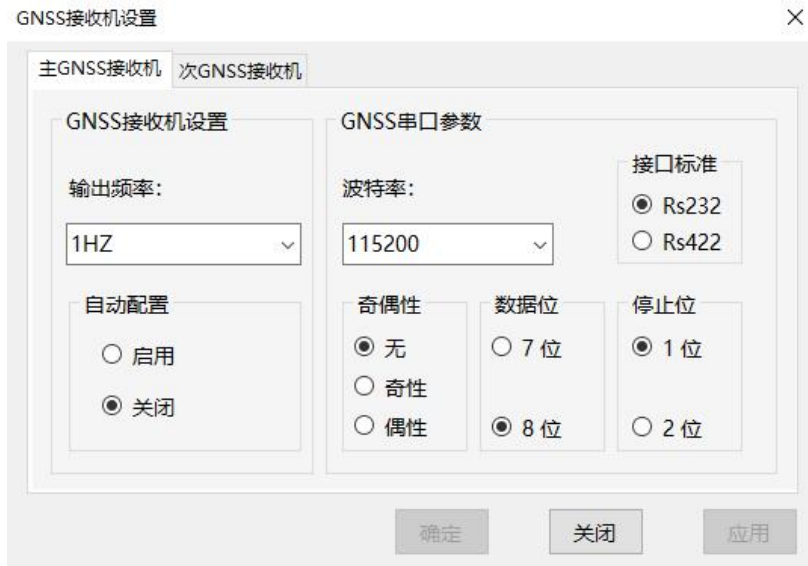 GNSS接收机设置
主GNSS接收机
次GNSS接收机
GNSS接收机设置
输出频率：
1HZ
自动配置
启用
关闭
GNSS串口参数
波特率：
115200
接口标准
Rs232
Rs422
奇偶性
无
奇性
偶性
数据位
7 位
8 位
停止位
1 位
2 位
确定
关闭
应用